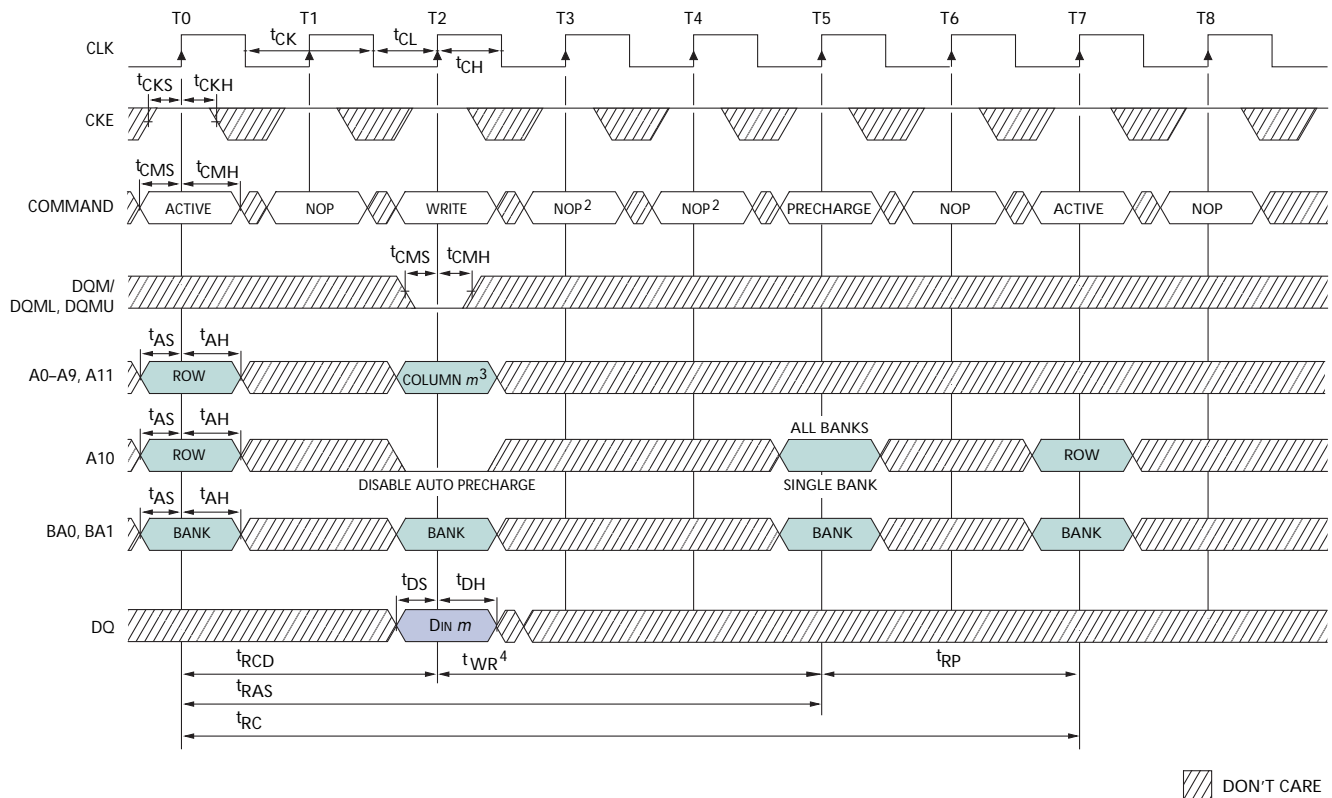 T0 T1 T2 T3 T4 T5 T6 T7 T8
CLK
tCK tCL
tCH
tCKS tCKH
CKE
tCMS tCMH
COMMAND ACTIVE NOP WRITE NOP2 NOP2 PRECHARGE NOP ACTIVE NOP
tCMS tCMH
DQM/
DQML, DQMU
tAS tAH
A0–A9, A11 ROW COLUMN m3
tAS tAH
ALL BANKS
A10 ROW ROW
DISABLE AUTO PRECHARGE SINGLE BANK
tAS tAH
BA0, BA1 BANK BANK BANK BANK
tDS tDH
DQ DIN m
tRCD tWR4 tRP
tRAS
tRC
DON'T CARE